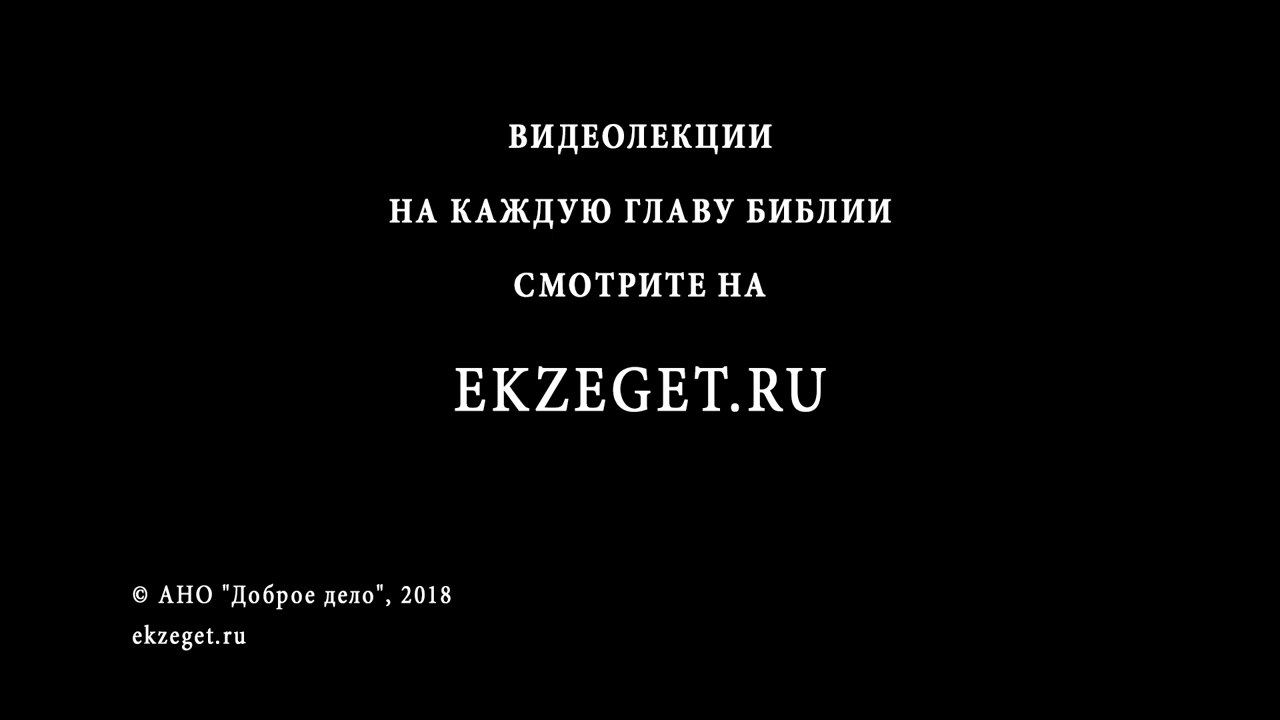 ВИДЕОЛЕКЦИИ
НА КАЖДУЮ ГЛАВУ БИБЛИИ
СМОТРИТЕ НА
EKZEGET.RU
© АНО "Доброе дело", 2018
ekzeget.ru